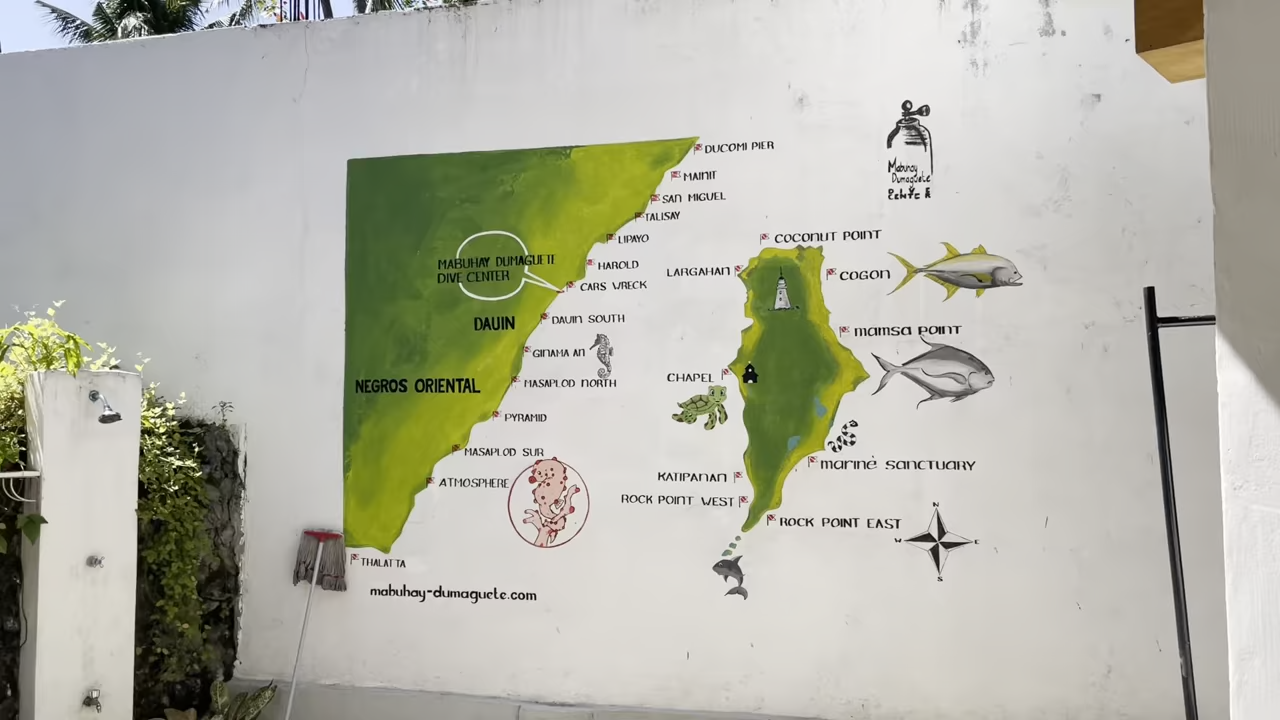 DUCOMI PIER
MAINIT
SAN MIGUEL
TALISAY
LIPAYO
HAROLD
CARS WRECK
MABUHAY DUMAGUETE
DIVE CENTER
DAUIN
DAUIN SOUTH
GINAMA AN
MASAPLOD NORTH
NEGROS ORIENTAL
PYRAMID
MASAPLOD SUR
ATMOSPHERE
THALATTA
mabuhay-dumaguete.com
Mabuhay
Dumaguete
COCONUT POINT
LARGAHAN
COGON
MAMSA POINT
CHAPEL
MARINE SANCTUARY
KATIPANAN
ROCK POINT WEST
ROCK POINT EAST
N
W
E
S